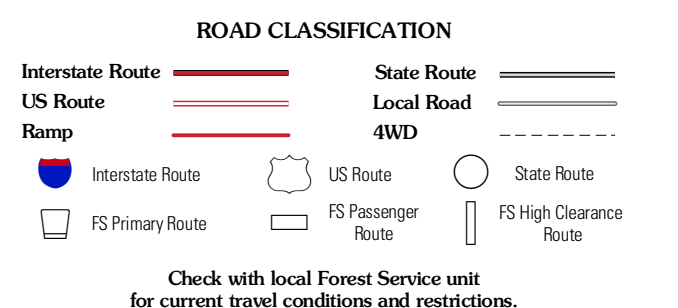 ROAD CLASSIFICATION
Interstate Route
State Route
US Route
Local Road
Ramp
4WD
Interstate Route
US Route
State Route
FS Primary Route
FS Passenger
Route
FS High Clearance
Route
Check with local Forest Service unit
for current travel conditions and restrictions.